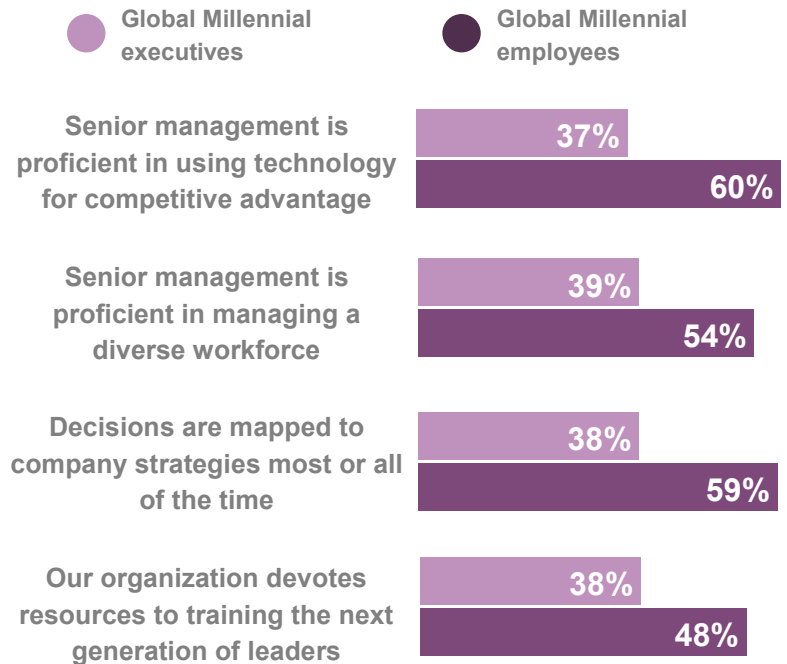 Global Millennial
executives
Global Millennial
employees
Senior management is
proficient in using technology
for competitive advantage
37%
60%
Senior management is
proficient in managing a
diverse workforce
39%
54%
Decisions are mapped to
company strategies most or all
of the time
38%
59%
Our organization devotes
resources to training the next
generation of leaders
38%
48%